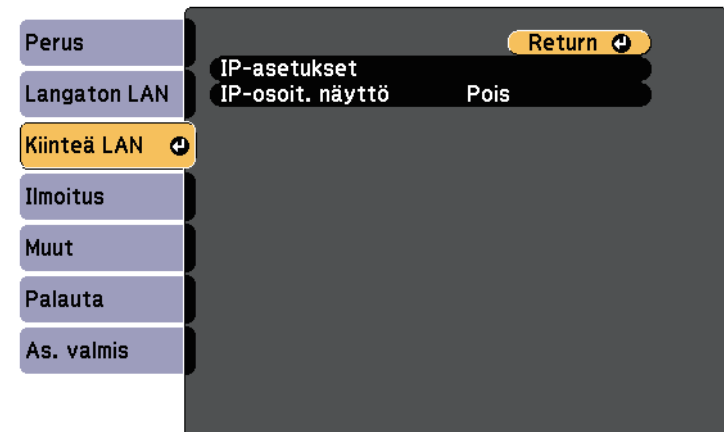 Perus
Langaton LAN
Kiinteä LAN
Ilmoitus
Muut
Palauta
As. valmis
Return
IP-asetukset
IP-osoit. näyttö Pois